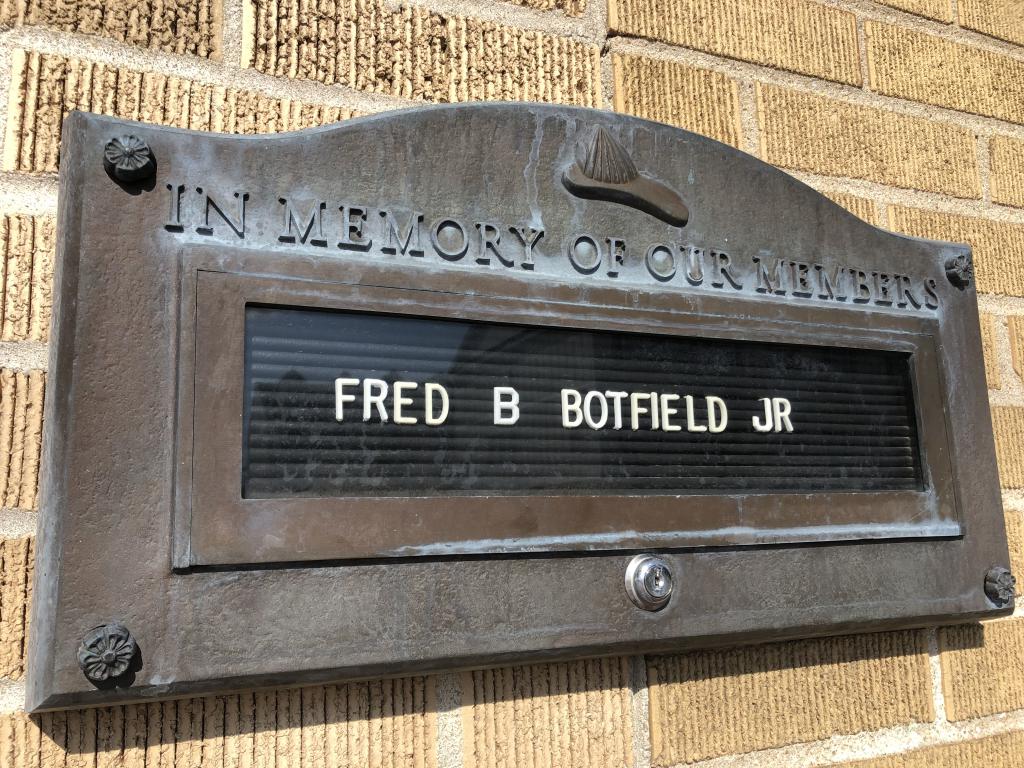 IN MEMORY OF OUR MEMBERS
FRED B BOTFIELD JR